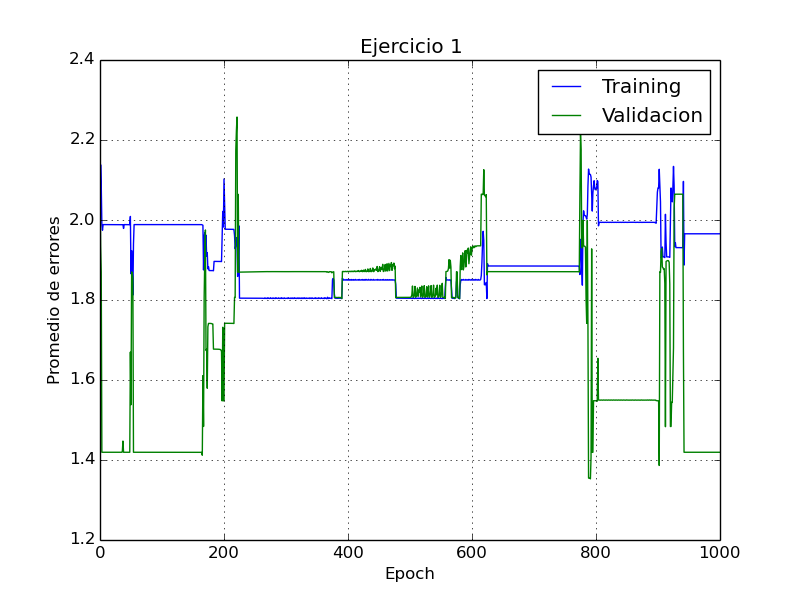 Ejercicio 1
Training
Validacion
Promedio de errores
2.4
2.2
2.0
1.8
1.6
1.4
1.2
0
200
400
600
800
1000
Epoch